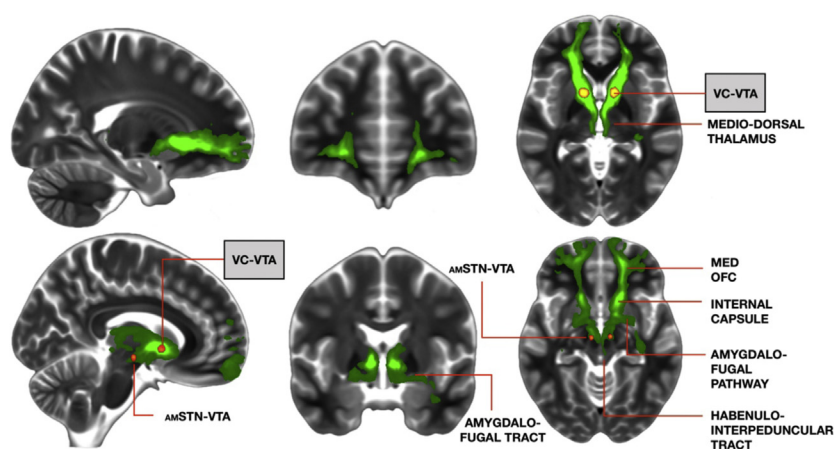 VC-VTA
MEDIO-DORSAL
THALAMUS
VC-VTA
AMSTN-VTA
AMSTN-VTA
AMYGDALO-
FUGAL TRACT
MED
OFC
INTERNAL
CAPSULE
AMYGDALO-
FUGAL
PATHWAY
HABENULO-
INTERPEDUNCULAR
TRACT